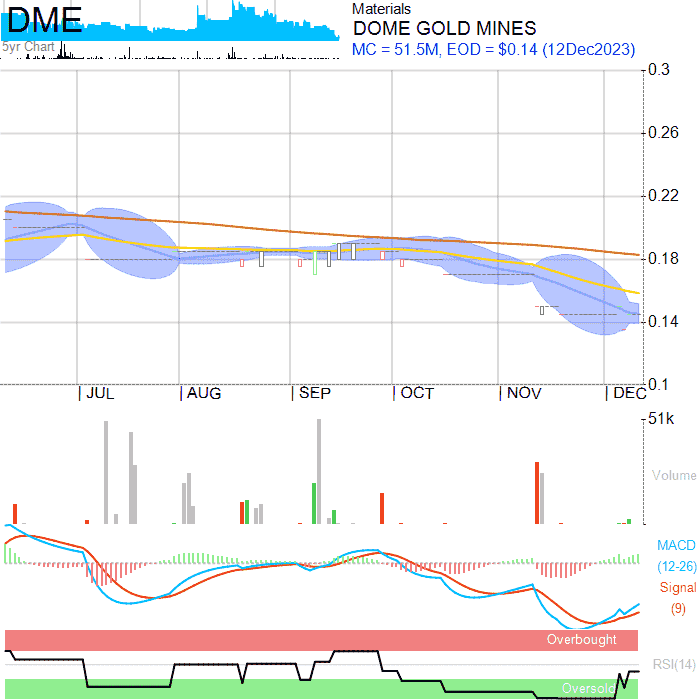 DME
5yr Chart
Materials
DOME GOLD MINES
MC = 51.5M, EOD = $0.14 (12Dec2023)
0.3
0.26
0.22
0.18
0.14
0.1
JUL
AUG
SEP
OCT
NOV
DEC
51k
Volume
MACD
(12-26)
Signal
(9)
Overbought
RSI(14)
Oversold